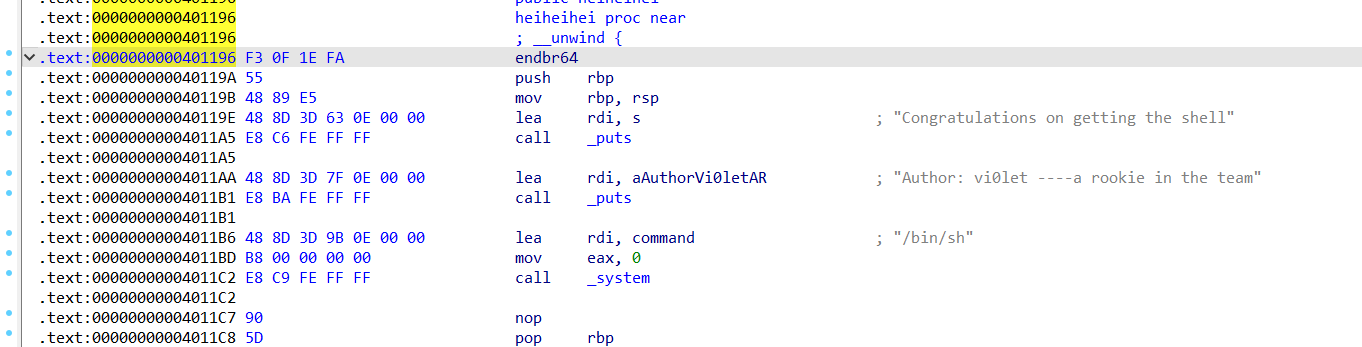 .text:0000000000401196 public heiheihei
.text:0000000000401196 heiheihei proc near
.text:0000000000401196 ; __unwind {
.text:0000000000401196 F3 0F 1E FA endbr64
.text:000000000040119A 55 push rbp
.text:000000000040119B 48 89 E5 mov rbp, rsp
.text:000000000040119E 48 8D 3D 63 0E 00 00 lea rdi, s ; "Congratulations on getting the shell"
.text:00000000004011A5 E8 C6 FE FF FF call _puts
.text:00000000004011A5
.text:00000000004011AA 48 8D 3D 7F 0E 00 00 lea rdi, aAuthorVi0letAR ; "Author: vi0let ----a rookie in the team"
.text:00000000004011B1 E8 BA FE FF FF call _puts
.text:00000000004011B1
.text:00000000004011B6 48 8D 3D 9B 0E 00 00 lea rdi, command ; "/bin/sh"
.text:00000000004011BD B8 00 00 00 00 mov eax, 0
.text:00000000004011C2 E8 C9 FE FF FF call _system
.text:00000000004011C2
.text:00000000004011C7 90 nop
.text:00000000004011C8 5D pop rbp